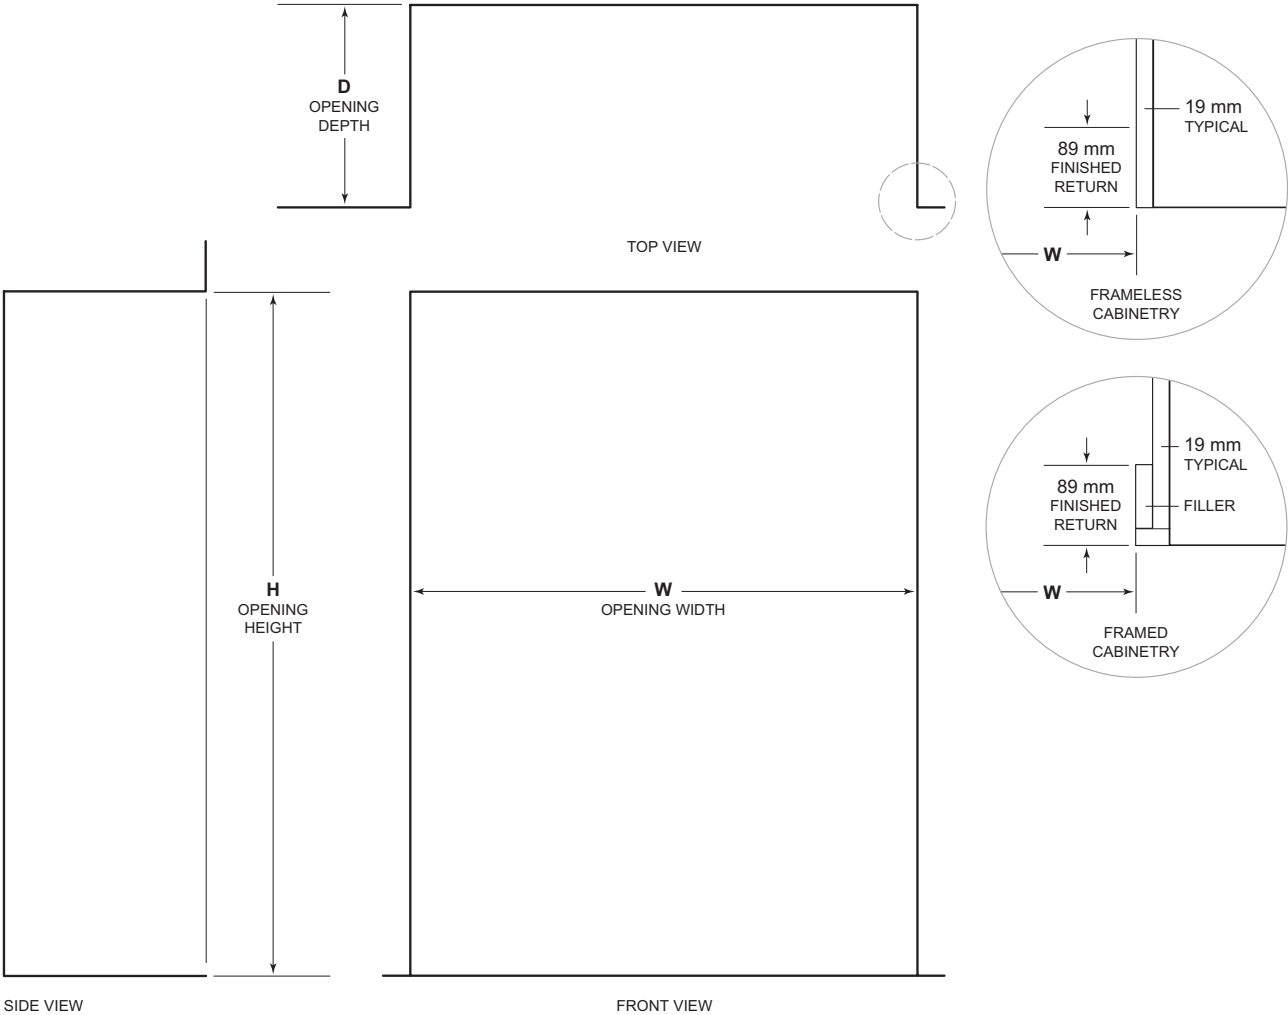 D
OPENING
DEPTH
TOP VIEW
19 mm
TYPICAL
89 mm
FINISHED
RETURN
W
FRAMELESS
CABINETRY
H
OPENING
HEIGHT
W
OPENING WIDTH
19 mm
TYPICAL
89 mm
FINISHED
RETURN
FILLER
W
FRAMED
CABINETRY
SIDE VIEW
FRONT VIEW